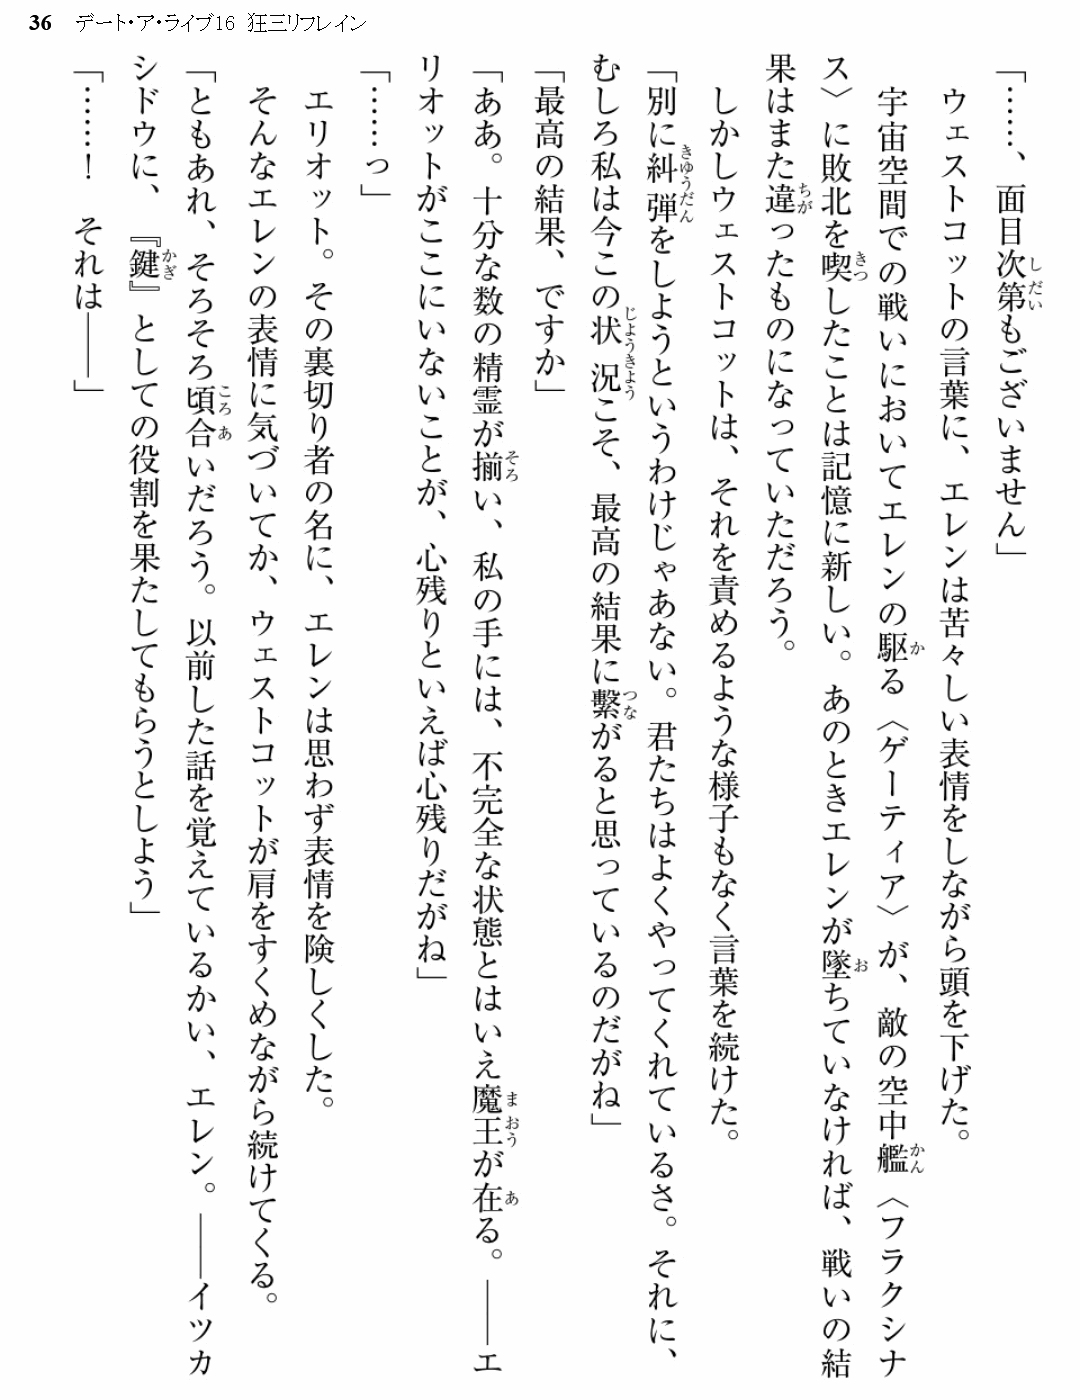 36 デート・ア・ライブ16 狂三リフレイン
「……、面目次第もございません」
ウェストコットの言葉に、エレンは苦々しい表情をしながら頭を下げた。
宇宙空間での戦いにおいてエレンの駆る〈ゲーティア〉が、敵の空中艦〈フラクシナ
ス〉に敗北を喫したことは記憶に新しい。あのときエレンが墜ちていなければ、戦いの結
果はまた違ったものになっていただろう。
しかしウェストコットは、それを責めるような様子もなく言葉を続けた。
「別に糾弾をしようというわけじゃあない。君たちはよくやってくれているさ。それに、
むしろ私は今この状況こそ、最高の結果に繫がると思っているのだがね」
「最高の結果、ですか」
「ああ。十分な数の精霊が揃い、私の手には、不完全な状態とはいえ魔王が在る。――エ
リオットがここにいないことが、心残りといえば心残りだがね」
「……っ」
エリオット。その裏切り者の名に、エレンは思わず表情を険しくした。
そんなエレンの表情に気づいてか、ウェストコットが肩をすくめながら続けてくる。
「ともあれ、そろそろ頃合いだろう。以前した話を覚えているかい、エレン。――イツカ
シドウに、『鍵』としての役割を果たしてもらうとしよう」
「……！　それは――」